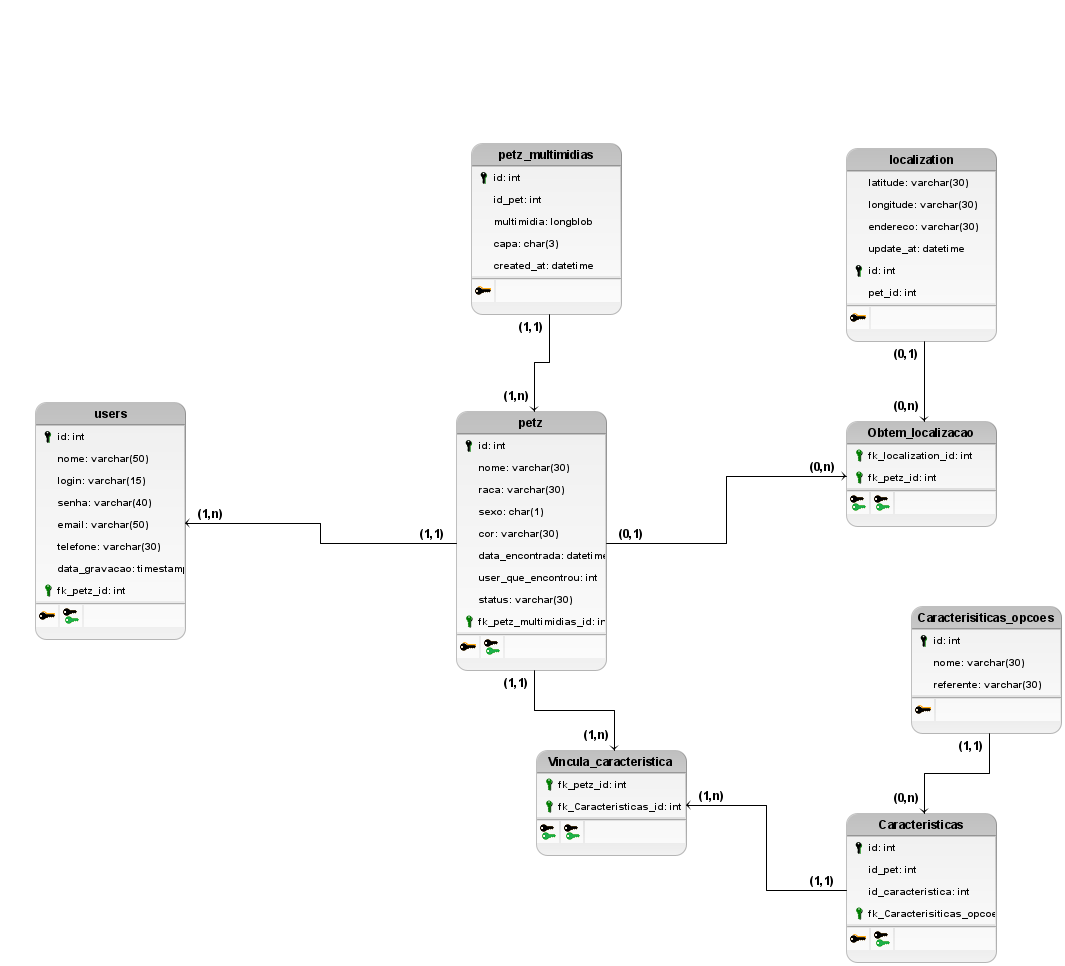 petz_multimidias
id: int
id_pet: int
multimidia: longblob
capa: char(3)
created_at: datetime
(1,1)
(1,n)
localization
latitude: varchar(30)
longitude: varchar(30)
endereco: varchar(30)
update_at: datetime
id: int
pet_id: int
(0,1)
(0,n)
users
id: int
nome: varchar(50)
login: varchar(15)
senha: varchar(40)
email: varchar(50)
telefone: varchar(30)
data_gravacao: timestamp
fk_petz_id: int
(1,n)
(1,1)
petz
id: int
nome: varchar(30)
raca: varchar(30)
sexo: char(1)
cor: varchar(30)
data_encontrada: datetime
user_que_encontrou: int
status: varchar(30)
fk_petz_multimidias_id: in
(0,1)
(0,n)
Obtem_localizacao
fk_localization_id: int
fk_petz_id: int
(1,1)
(1,n)
Vincula_caracteristica
fk_petz_id: int
fk_Caracteristicas_id: int
(1,n)
(1,1)
Caracterisiticas_opcoes
id: int
nome: varchar(30)
referente: varchar(30)
(1,1)
(0,n)
Caracteristicas
id: int
id_pet: int
id_caracteristica: int
fk_Caracterisiticas_opcoe